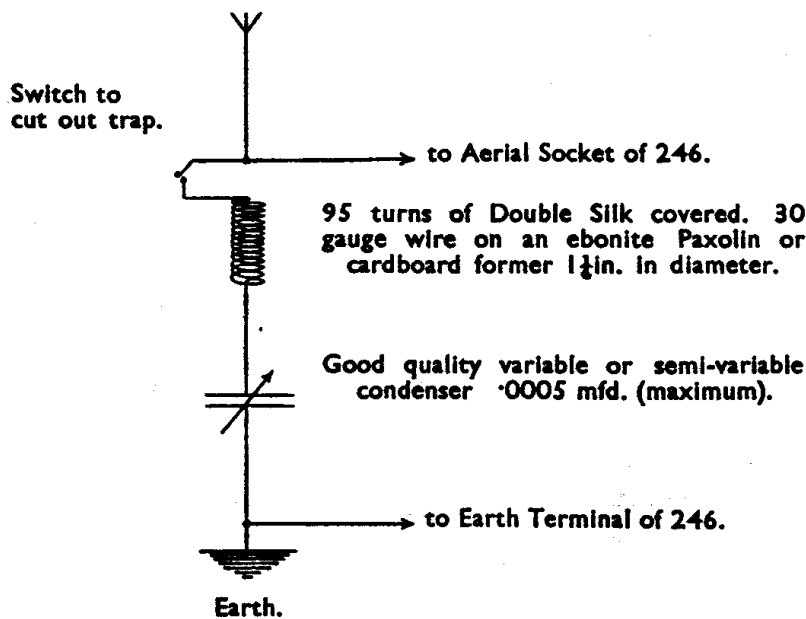 Switch to
cut out trap.
to Aerial Socket of 246.
95 turns of Double Silk covered. 30
gauge wire on an ebonite Paxolin or
cardboard former 1½in. in diameter.
Good quality variable or semi-variable
condenser ·0005 mfd. (maximum).
to Earth Terminal of 246.
Earth.